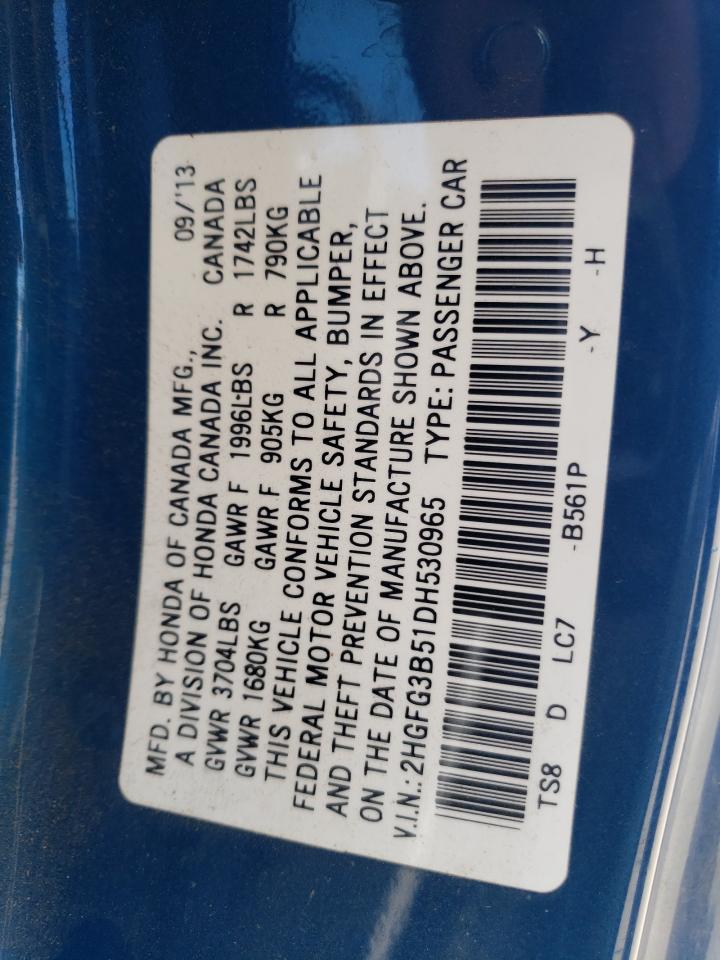 MFD. BY HONDA OF CANADA MFG., 09/'13
A DIVISION OF HONDA CANADA INC. CANADA
GVWR 3704LBS GAWR F 1996LBS R 1742LBS
GVWR 1680KG GAWR F 905KG R 790KG
THIS VEHICLE CONFORMS TO ALL APPLICABLE
FEDERAL MOTOR VEHICLE SAFETY, BUMPER,
AND THEFT PREVENTION STANDARDS IN EFFECT
ON THE DATE OF MANUFACTURE SHOWN ABOVE.
V.I.N.: 2HGFG3B51DH530965 TYPE: PASSENGER CAR
TS8 D LC7 -B561P -Y -H